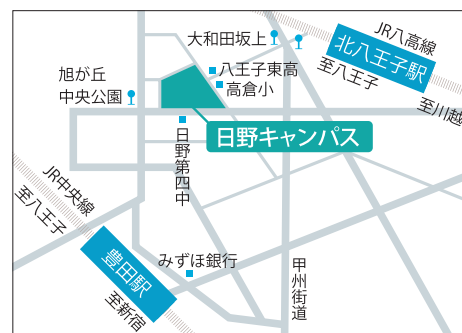 大和田坂上
JR八高線
北八王子駅
至八王子
至川越
八王子東高
高倉小
旭が丘
中央公園
日野キャンパス
日野第四中
JR中央線
至八王子
豊田駅
至新宿
みずほ銀行
甲州街道